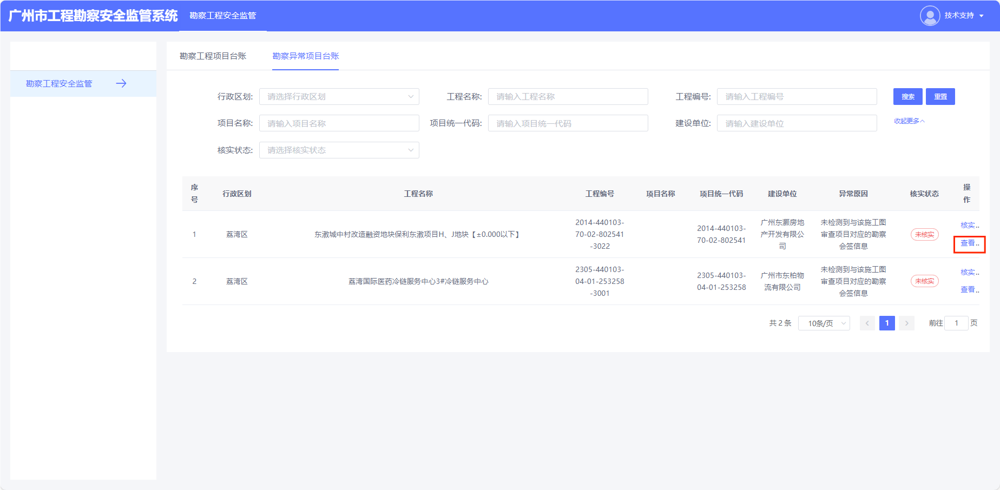 广州市工程勘察安全监管系统
勘察工程安全监管
技术支持
勘察工程安全监管
勘察工程项目台账
勘察异常项目台账
行政区划: 请选择行政区划
工程名称: 请输入工程名称
工程编号: 请输入工程编号
搜索
重置
项目名称: 请输入项目名称
项目统一代码: 请输入项目统一代码
建设单位: 请输入建设单位
收起更多
核实状态: 请选择核实状态
序
号
行政区划
工程名称
工程编号
项目名称
项目统一代码
建设单位
异常原因
核实状态
操
作
1
荔湾区
东漖城中村改造融资地块保利东漖项目H、J地块【±0.000以下】
2014-440103-
70-02-802541
-3022
2014-440103-
70-02-802541
广州东灏房地
产开发有限公
司
未检测到与该施工图
审查项目对应的勘察
会签信息
未核实
核实..
查看..
2
荔湾区
荔湾国际医药冷链服务中心3#冷链服务中心
2305-440103-
04-01-253258
-3001
2305-440103-
04-01-253258
广州市东柏物
流有限公司
未检测到与该施工图
审查项目对应的勘察
会签信息
未核实
核实..
查看..
共 2 条
10条/页
1
前往 1 页